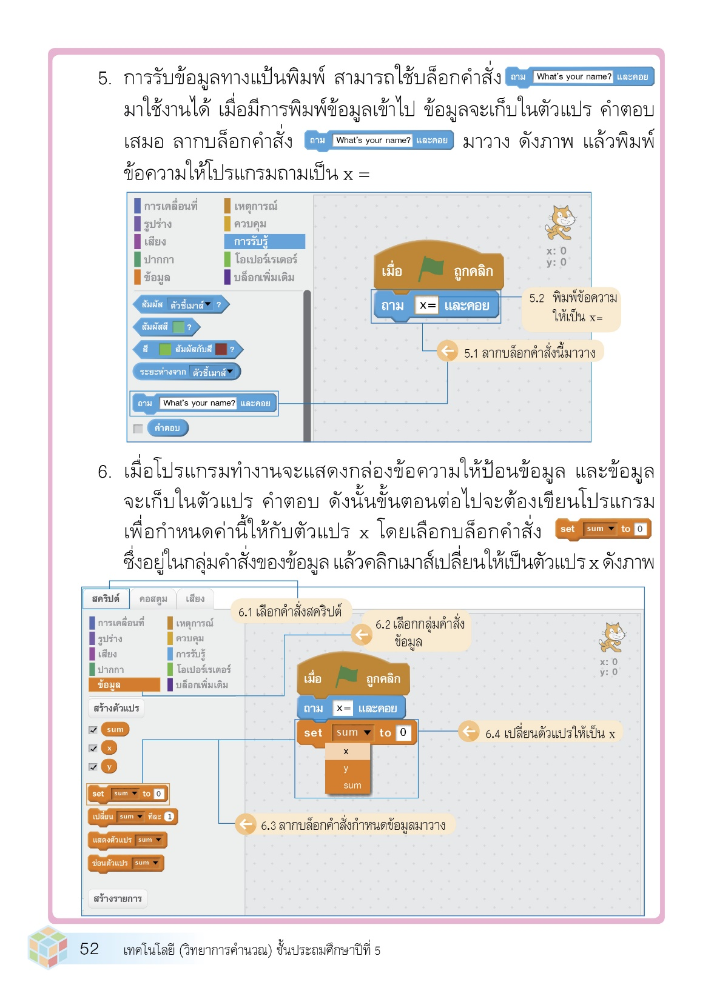 5. การรับข้อมูลทางแป้นพิมพ์ สามารถใช้บล็อกคำสั่ง ถาม What's your name? และคอย
มาใช้งานได้ เมื่อมีการพิมพ์ข้อมูลเข้าไป ข้อมูลจะเก็บในตัวแปร คำตอบ
เสมอ ลากบล็อกคำสั่ง ถาม What's your name? และคอย มาวาง ดังภาพ แล้วพิมพ์
ข้อความให้โปรแกรมถามเป็น x =
การเคลื่อนที่ เหตุการณ์
รูปร่าง ควบคุม
เสียง การรับรู้
ปากกา โอเปอร์เรเตอร์
ข้อมูล บล็อกเพิ่มเติม
สัมผัส ตัวชี้เมาส์ ?
สัมผัสสี ?
สี สัมผัสกับสี ?
ระยะห่างจาก ตัวชี้เมาส์
ถาม What's your name? และคอย
คำตอบ
x: 0
y: 0
เมื่อ ถูกคลิก
ถาม x= และคอย
5.2 พิมพ์ข้อความ
ให้เป็น x=
5.1 ลากบล็อกคำสั่งนี้มาวาง
6. เมื่อโปรแกรมทำงานจะแสดงกล่องข้อความให้ป้อนข้อมูล และข้อมูล
จะเก็บในตัวแปร คำตอบ ดังนั้นขั้นตอนต่อไปจะต้องเขียนโปรแกรม
เพื่อกำหนดค่านี้ให้กับตัวแปร x โดยเลือกบล็อกคำสั่ง set sum to 0
ซึ่งอยู่ในกลุ่มคำสั่งของข้อมูล แล้วคลิกเมาส์เปลี่ยนให้เป็นตัวแปร x ดังภาพ
สคริปต์ คอสตูม เสียง
6.1 เลือกคำสั่งสคริปต์
6.2 เลือกกลุ่มคำสั่ง
ข้อมูล
การเคลื่อนที่ เหตุการณ์
รูปร่าง ควบคุม
เสียง การรับรู้
ปากกา โอเปอร์เรเตอร์
ข้อมูล บล็อกเพิ่มเติม
สร้างตัวแปร
sum
x
y
set sum to 0
เปลี่ยน sum ทีละ 1
แสดงตัวแปร sum
ซ่อนตัวแปร sum
สร้างรายการ
x: 0
y: 0
เมื่อ ถูกคลิก
ถาม x= และคอย
set sum to 0
x
y
sum
6.4 เปลี่ยนตัวแปรให้เป็น x
6.3 ลากบล็อกคำสั่งกำหนดข้อมูลมาวาง
52 เทคโนโลยี (วิทยาการคำนวณ) ชั้นประถมศึกษาปีที่ 5